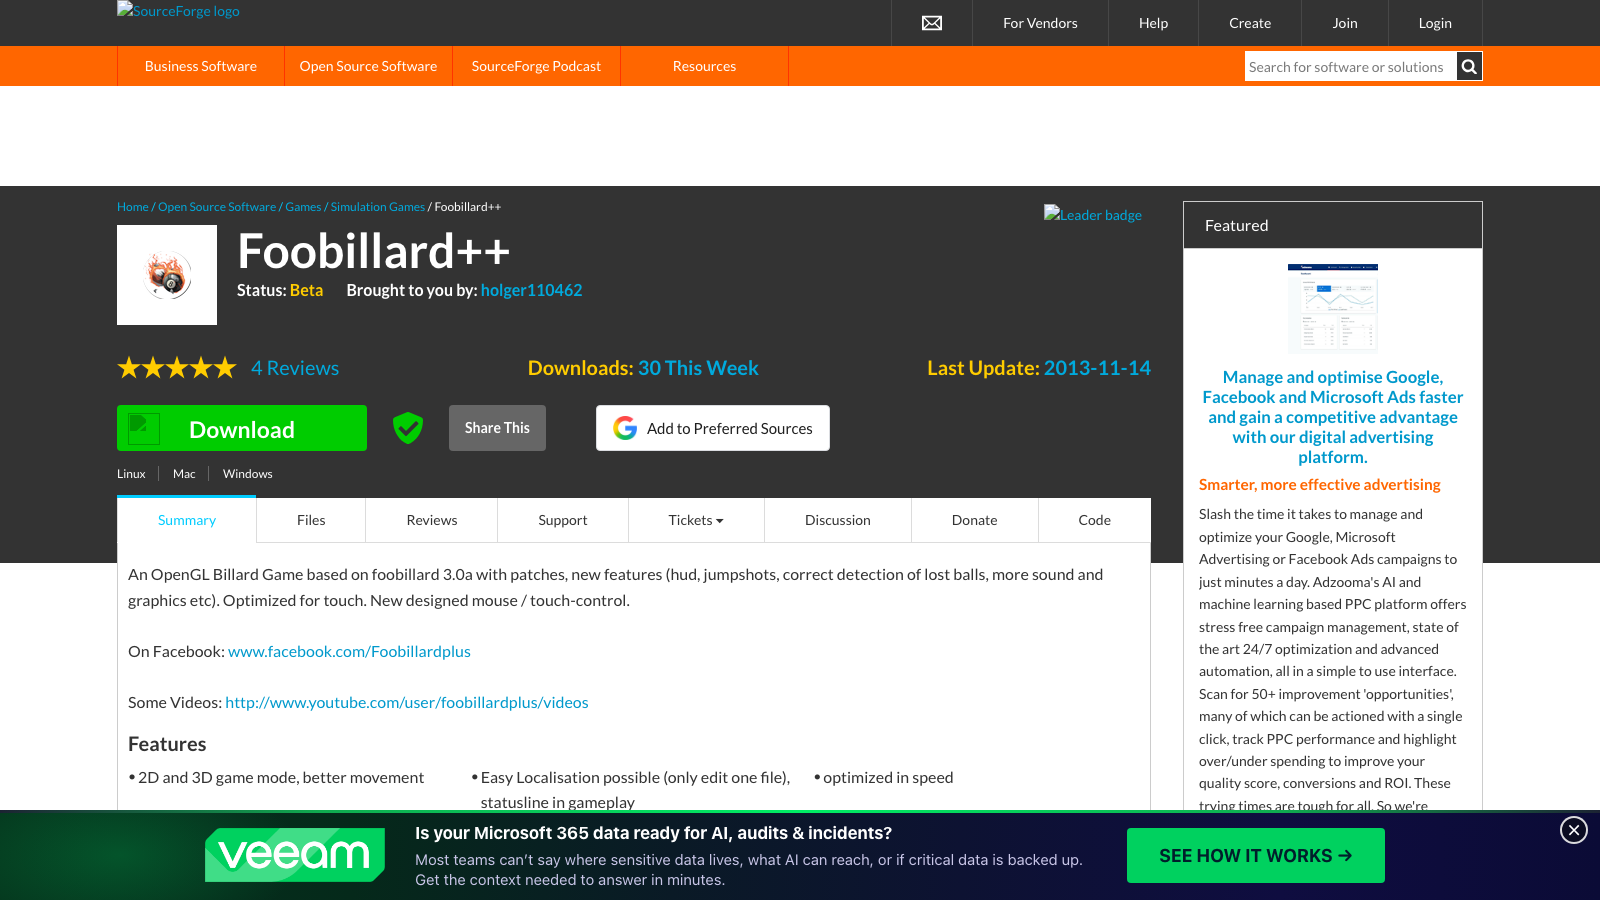 SourceForge logo
For Vendors
Help
Create
Join
Login
Business Software
Open Source Software
SourceForge Podcast
Resources
Search for software or solutions
Home / Open Source Software / Games / Simulation Games / Foobillard++
Leader badge
Foobillard++
Status: Beta Brought to you by: holger110462
4 Reviews
Downloads: 30 This Week
Last Update: 2013-11-14
Download
Share This
Add to Preferred Sources
Linux
Mac
Windows
Summary
Files
Reviews
Support
Tickets
Discussion
Donate
Code
An OpenGL Billard Game based on foobillard 3.0a with patches, new features (hud, jumpshots, correct detection of lost balls, more sound and
graphics etc). Optimized for touch. New designed mouse / touch-control.
On Facebook: www.facebook.com/Foobillardplus
Some Videos: http://www.youtube.com/user/foobillardplus/videos
Features
• 2D and 3D game mode, better movement
• Easy Localisation possible (only edit one file),
statusline in gameplay
• optimized in speed
Featured
Manage and optimise Google,
Facebook and Microsoft Ads faster
and gain a competitive advantage
with our digital advertising
platform.
Smarter, more effective advertising
Slash the time it takes to manage and
optimize your Google, Microsoft
Advertising or Facebook Ads campaigns to
just minutes a day. Adzooma's AI and
machine learning based PPC platform offers
stress free campaign management, state of
the art 24/7 optimization and advanced
automation, all in a simple to use interface.
Scan for 50+ improvement 'opportunities',
many of which can be actioned with a single
click, track PPC performance and highlight
over/under spending to improve your
quality score, conversions and ROI. These
trying times are tough for all. So we're
veeam
Is your Microsoft 365 data ready for AI, audits & incidents?
Most teams can't say where sensitive data lives, what AI can reach, or if critical data is backed up.
Get the context needed to answer in minutes.
SEE HOW IT WORKS →